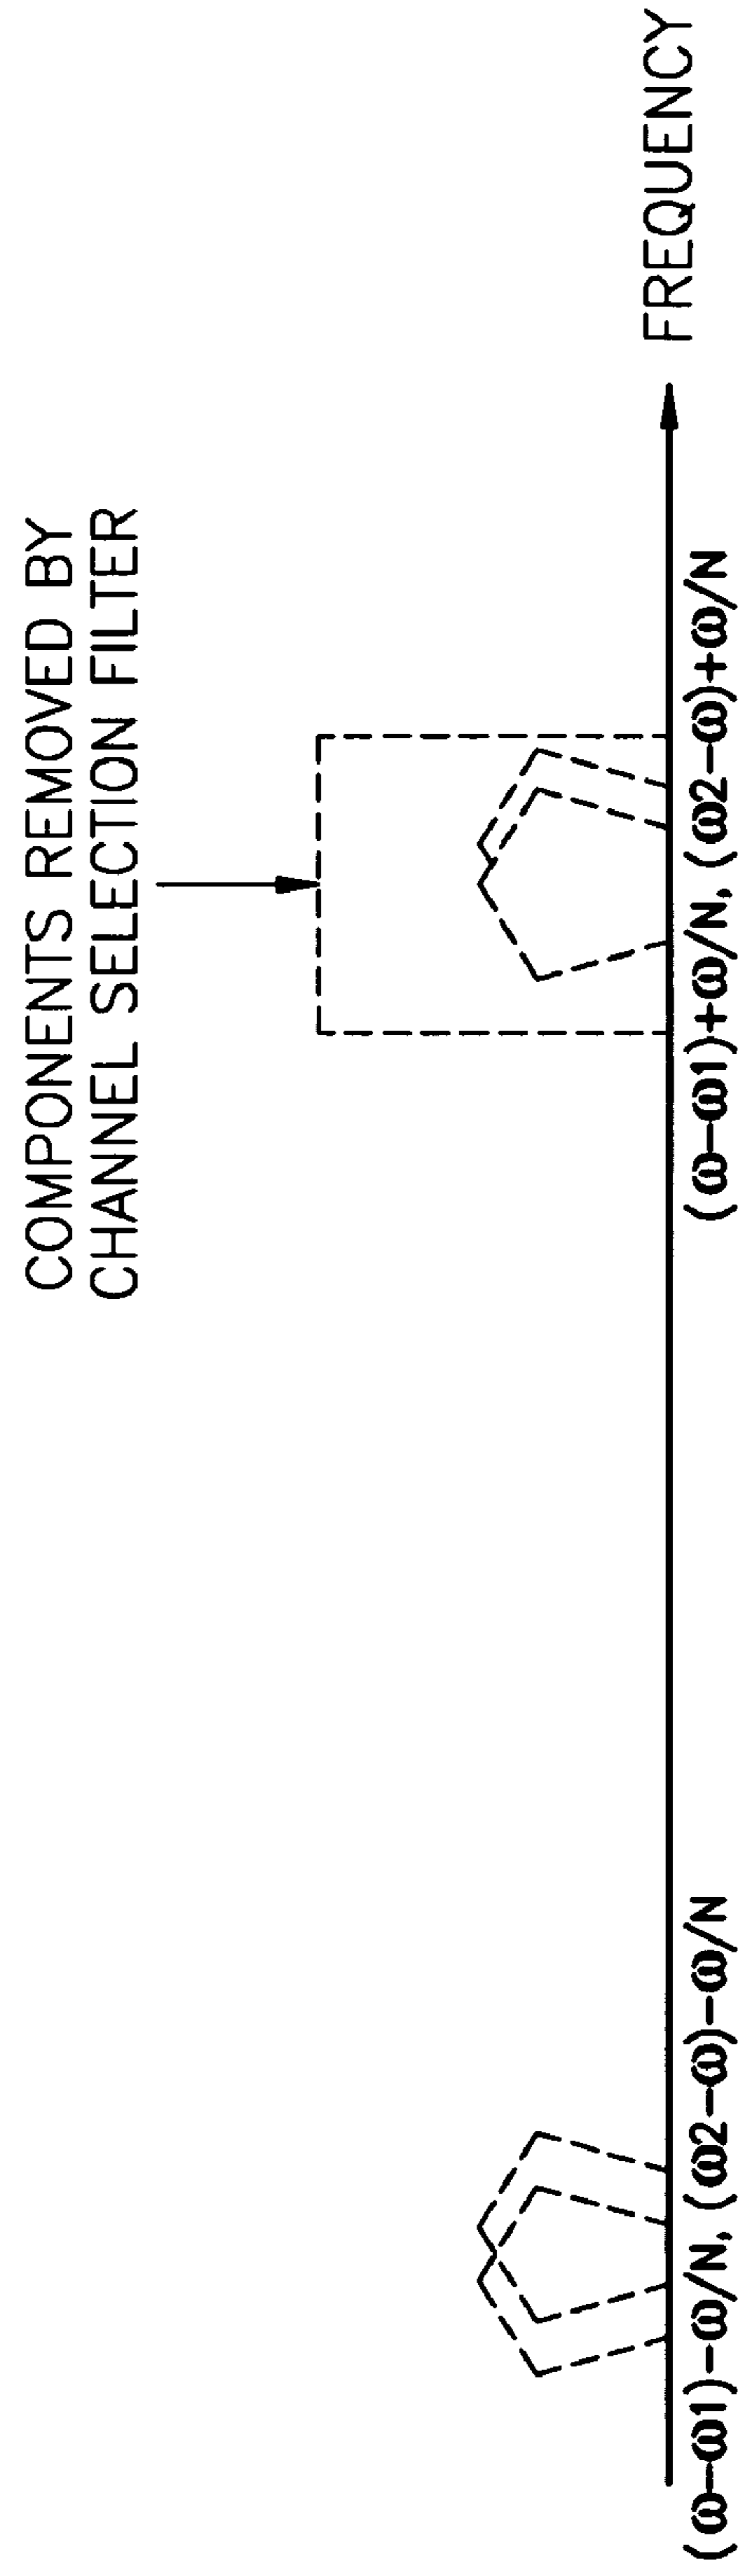 COMPONENTS REMOVED BY
CHANNEL SELECTION FILTER
FREQUENCY
(ω-ω1)-ω/N, (ω2-ω)-ω/N
(ω-ω1)+ω/N, (ω2-ω)+ω/N